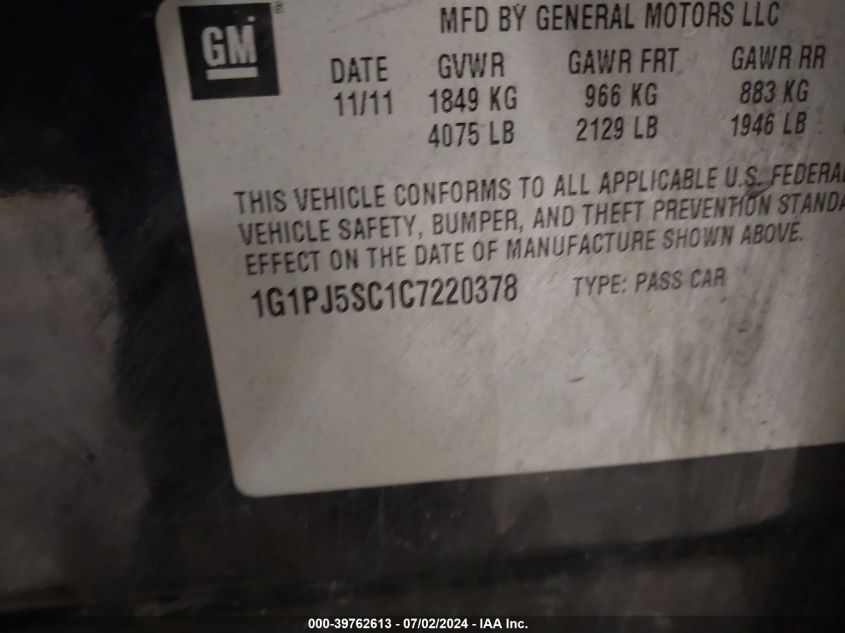 GM
MFD BY GENERAL MOTORS LLC
DATE GVWR GAWR FRT GAWR RR
11/11 1849 KG 966 KG 883 KG
4075 LB 2129 LB 1946 LB
THIS VEHICLE CONFORMS TO ALL APPLICABLE U.S. FEDERA
VEHICLE SAFETY, BUMPER, AND THEFT PREVENTION STANDA
EFFECT ON THE DATE OF MANUFACTURE SHOWN ABOVE.
1G1PJ5SC1C7220378 TYPE: PASS CAR
000-39762613 - 07/02/2024 - IAA Inc.